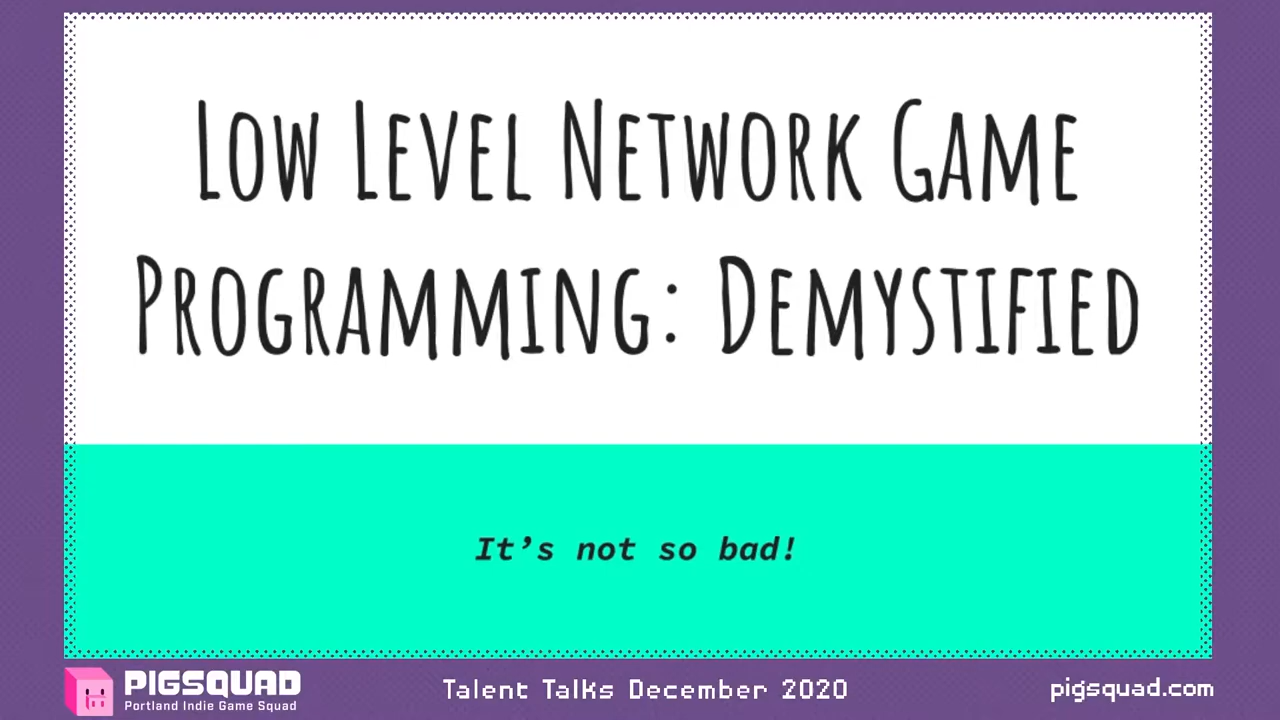 Low Level Network Game
Programming: Demystified
It's not so bad!
PIGSQUAD
Portland Indie Game Squad
Talent Talks December 2020
pigsquad.com